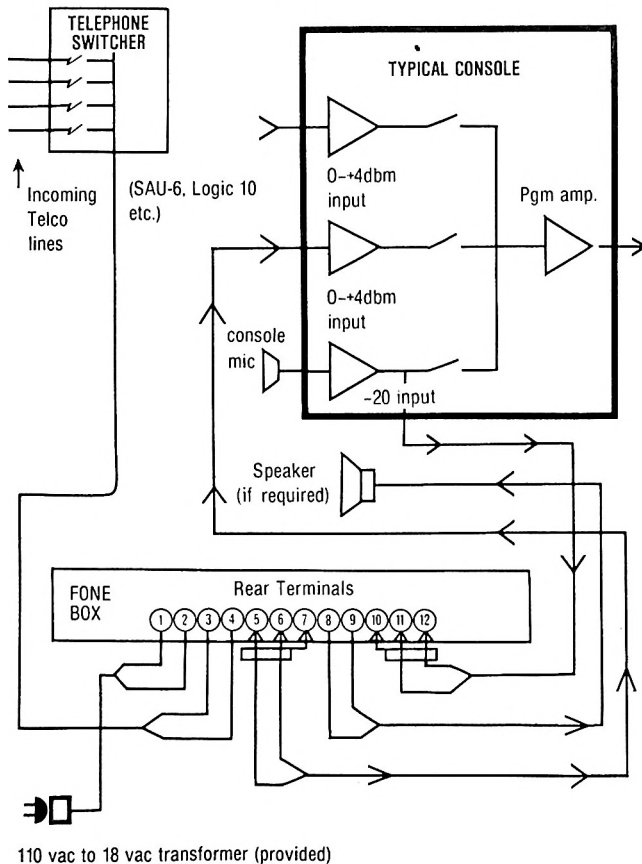 TELEPHONE
SWITCHER
TYPICAL CONSOLE
Incoming
Telco
lines
(SAU-6, Logic 10
etc.)
0-+4dbm
input
Pgm amp.
0-+4dbm
input
console
mic
-20 input
Speaker
(if required)
FONE
BOX
Rear Terminals
1 2 3 4 5 6 7 8 9 10 11 12
110 vac to 18 vac transformer (provided)